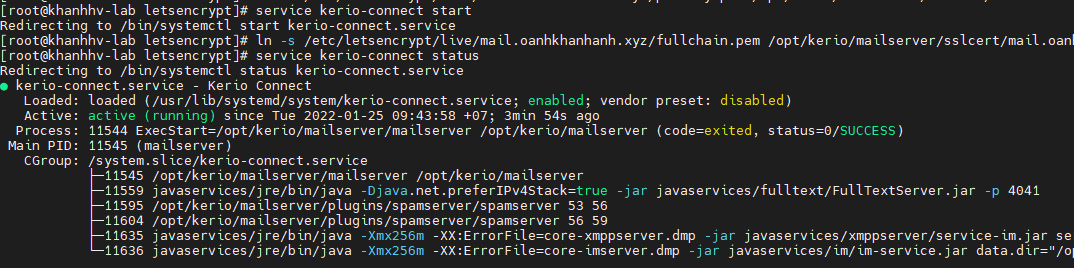 [root@khanhhv-lab letsencrypt]# service kerio-connect start
Redirecting to /bin/systemctl start kerio-connect.service
[root@khanhhv-lab letsencrypt]# ln -s /etc/letsencrypt/live/mail.oanhkhanhanh.xyz/fullchain.pem /opt/kerio/mailserver/sslcert/mail.oanh
[root@khanhhv-lab letsencrypt]# service kerio-connect status
Redirecting to /bin/systemctl status kerio-connect.service
● kerio-connect.service - Kerio Connect
Loaded: loaded (/usr/lib/systemd/system/kerio-connect.service; enabled; vendor preset: disabled)
Active: active (running) since Tue 2022-01-25 09:43:58 +07; 3min 54s ago
Process: 11544 ExecStart=/opt/kerio/mailserver/mailserver /opt/kerio/mailserver (code=exited, status=0/SUCCESS)
Main PID: 11545 (mailserver)
CGroup: /system.slice/kerio-connect.service
├─11545 /opt/kerio/mailserver/mailserver /opt/kerio/mailserver
├─11559 javaservices/jre/bin/java -Djava.net.preferIPv4Stack=true -jar javaservices/fulltext/FullTextServer.jar -p 4041
├─11595 /opt/kerio/mailserver/plugins/spamserver/spamserver 53 56
├─11604 /opt/kerio/mailserver/plugins/spamserver/spamserver 56 59
├─11635 javaservices/jre/bin/java -Xmx256m -XX:ErrorFile=core-xmppserver.dmp -jar javaservices/xmppserver/service-im.jar se
└─11636 javaservices/jre/bin/java -Xmx256m -XX:ErrorFile=core-imserver.dmp -jar javaservices/im/im-service.jar data.dir="/op